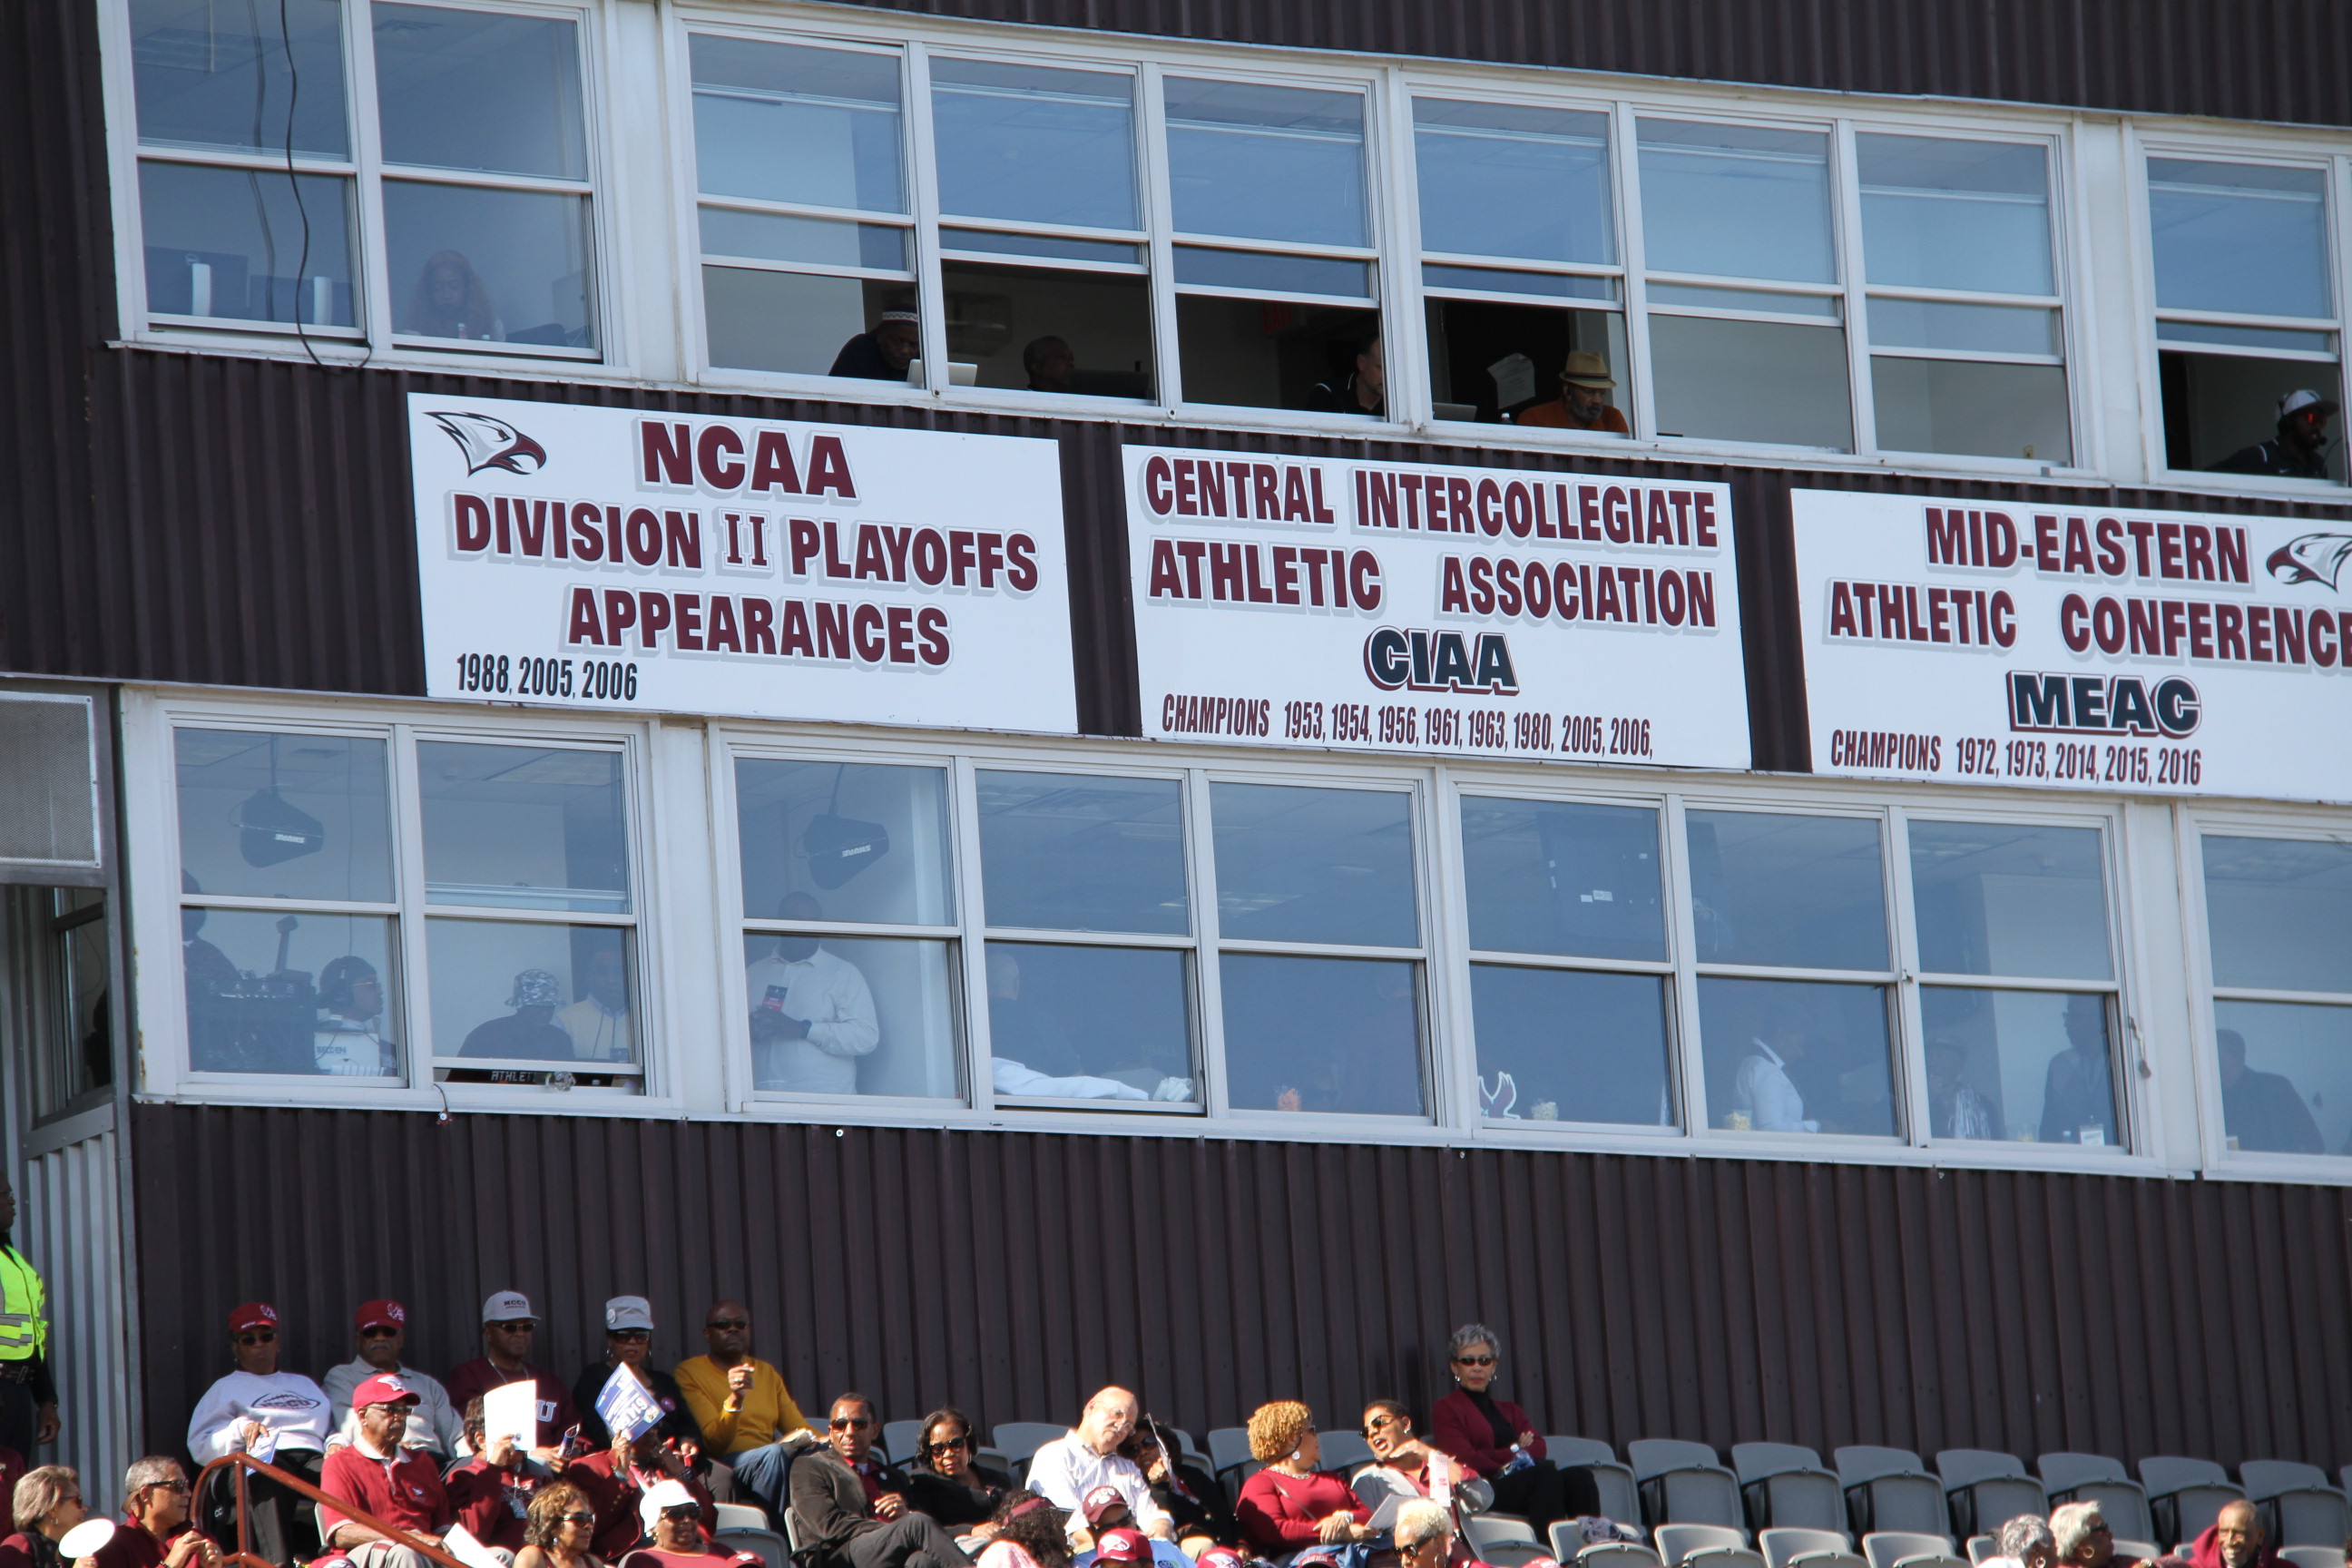 NCAA
DIVISION II PLAYOFFS
APPEARANCES
1988, 2005, 2006
CENTRAL INTERCOLLEGIATE
ATHLETIC ASSOCIATION
CIAA
CHAMPIONS 1953, 1954, 1956, 1961, 1963, 1980, 2005, 2006,
MID-EASTERN
ATHLETIC CONFERENCE
MEAC
CHAMPIONS 1972, 1973, 2014, 2015, 2016
NCCU
U